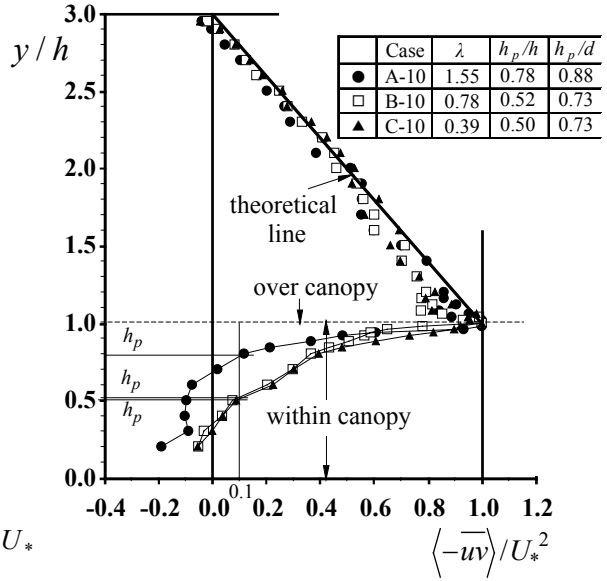 y/h
3.0
2.5
2.0
1.5
1.0
0.5
0.0
Case λ h_p/h h_p/d
● A-10 1.55 0.78 0.88
□ B-10 0.78 0.52 0.73
▲ C-10 0.39 0.50 0.73
theoretical
line
over canopy
h_p
h_p
h_p
within canopy
0.1
-0.4 -0.2 0.0 0.2 0.4 0.6 0.8 1.0 1.2
U_*
⟨-u̅v̅⟩/U_*²